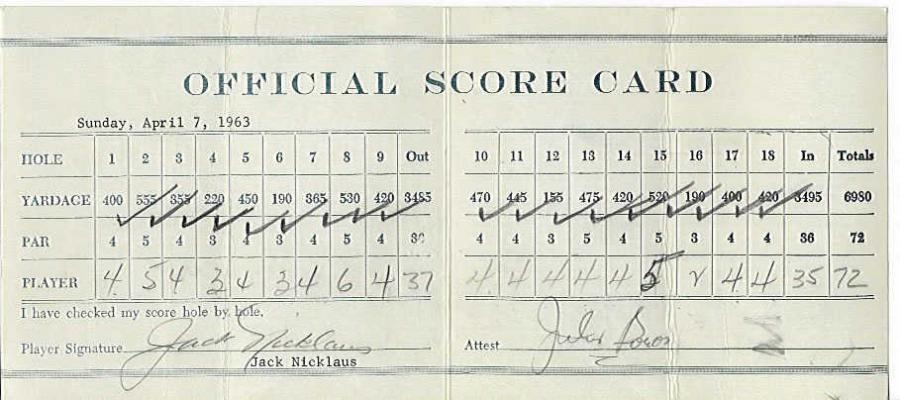 OFFICIAL SCORE CARD
Sunday, April 7, 1963
HOLE 1 2 3 4 5 6 7 8 9 Out 10 11 12 13 14 15 16 17 18 In Totals
YARDAGE 400 555 355 220 450 190 365 530 420 3485 470 445 155 475 420 520 190 400 420 3495 6980
PAR 4 5 4 3 4 3 4 5 4 36 4 4 3 5 4 5 3 4 4 36 72
PLAYER 4 5 4 3 4 3 4 6 4 37 4 4 4 4 4 5 2 4 4 35 72
I have checked my score hole by hole.
Player Signature Jack Nicklaus Attest
Jack Nicklaus